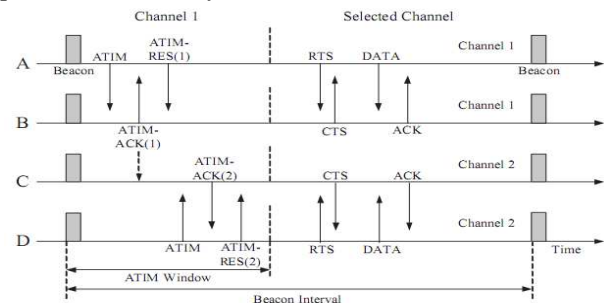 Channel 1
Selected Channel
ATIM
ATIM-
RES(1)
RTS
DATA
Channel 1
A
Beacon
Beacon
Channel 1
B
ATIM-
ACK(1)
CTS
ACK
ATIM-
ACK(2)
CTS
ACK
Channel 2
C
Channel 2
D
ATIM
ATIM-
RES(2)
RTS
DATA
Time
ATIM Window
Beacon Interval